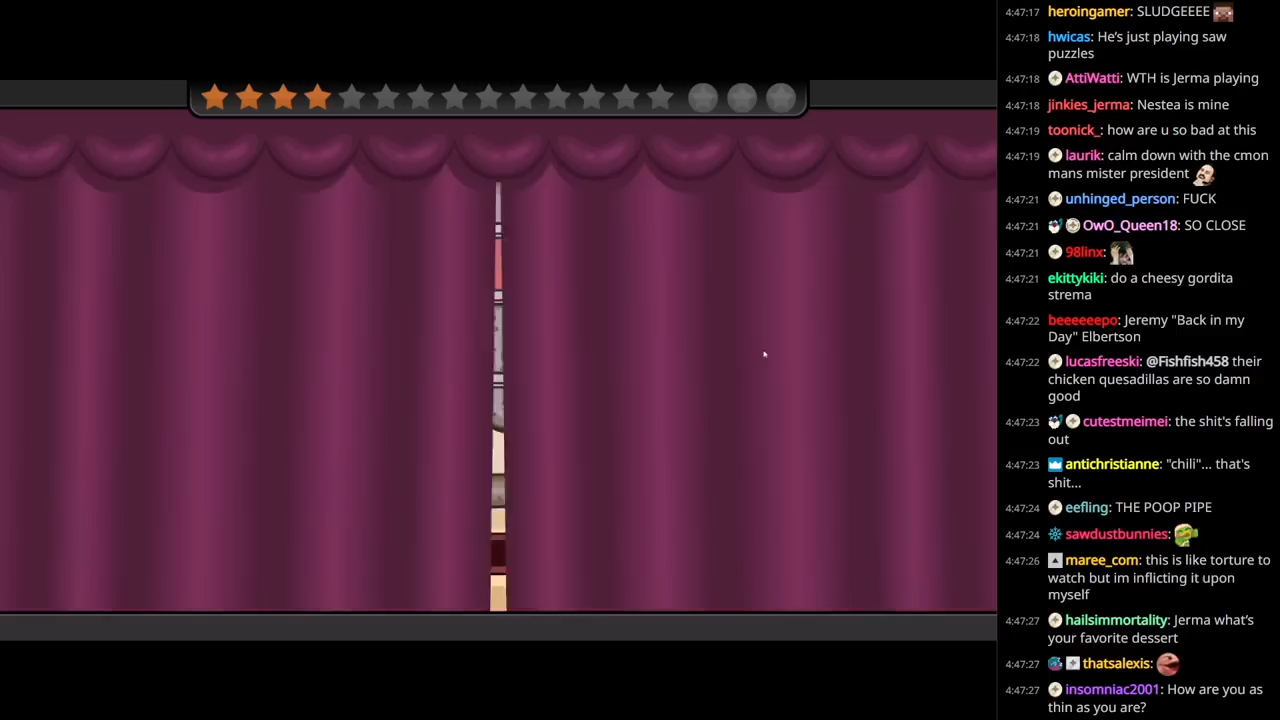 4:47:17 heroingamer: SLUDGEEEE
4:47:18 hwicas: He's just playing saw
puzzles
4:47:18 AttiWatti: WTH is Jerma playing
4:47:18 jinkies_jerma: Nestea is mine
4:47:19 toonick_: how are u so bad at this
4:47:19 laurik: calm down with the cmon
mans mister president
4:47:21 unhinged_person: FUCK
4:47:21 OwO_Queen18: SO CLOSE
4:47:21 98linx:
ekittykiki: do a cheesy gordita
4:47:21 strema
4:47:22 beeeeeepo: Jeremy "Back in my
Day" Elbertson
4:47:22 lucasfreeski: @Fishfish458 their
chicken quesadillas are so damn
good
4:47:23 cutestmeimei: the shit's falling
out
4:47:23 antichristianne: "chili"... that's
shit...
4:47:24 eefling: THE POOP PIPE
4:47:24 sawdustbunnies:
4:47:26 maree_com: this is like torture to
watch but im inflicting it upon
myself
4:47:27 hailsimmortality: Jerma what's
your favorite dessert
4:47:27 thatsalexis:
4:47:27 insomniac2001: How are you as
thin as you are?